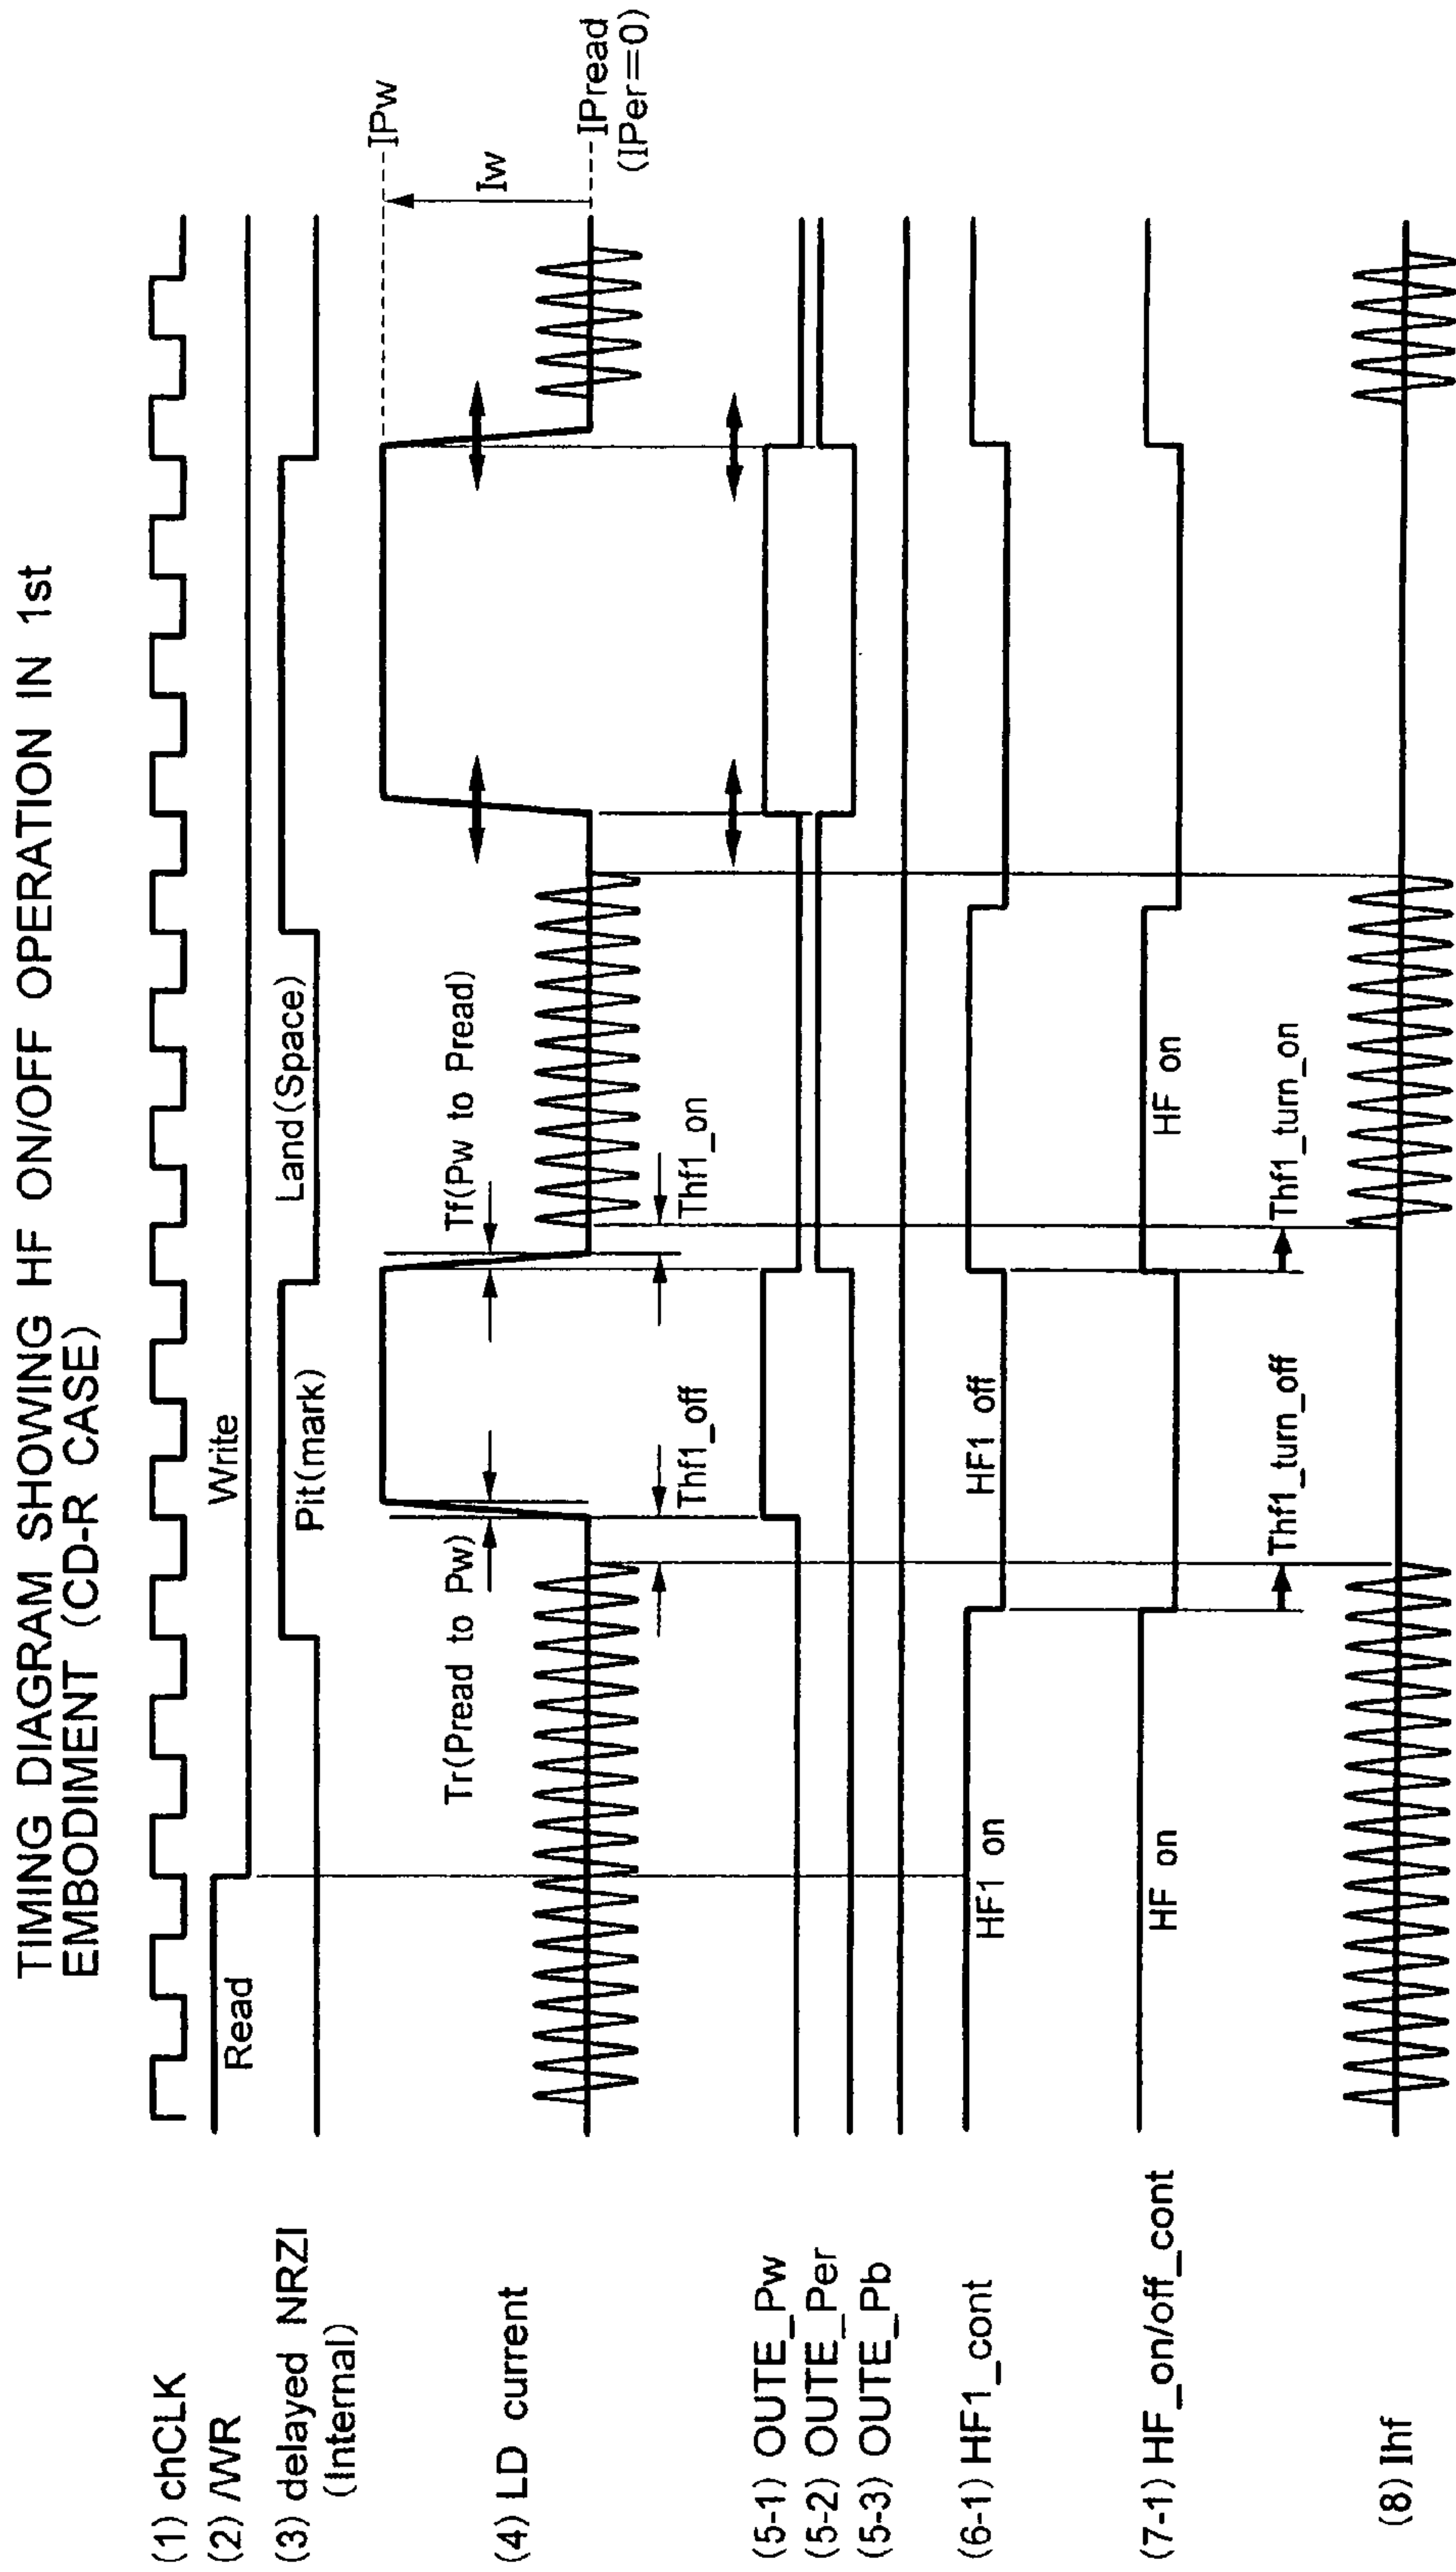 TIMING DIAGRAM SHOWING HF ON/OFF OPERATION IN 1st
EMBODIMENT (CD-R CASE)
(1) chCLK
(2) /WR
Read
Write
(3) delayed NRZI
(Internal)
Pit(mark)
Land(Space)
(4) LD current
Tr(Pread to Pw)
Tf(Pw to Pread)
Thf1_off
Thf1_on
IPw
Iw
IPread
(IPer=0)
(5-1) OUTE_Pw
(5-2) OUTE_Per
(5-3) OUTE_Pb
(6-1) HF1_cont
HF1 on
HF1 off
(7-1) HF_on/off_cont
HF on
HF on
Thf1_turn_off
Thf1_turn_on
(8) Ihf